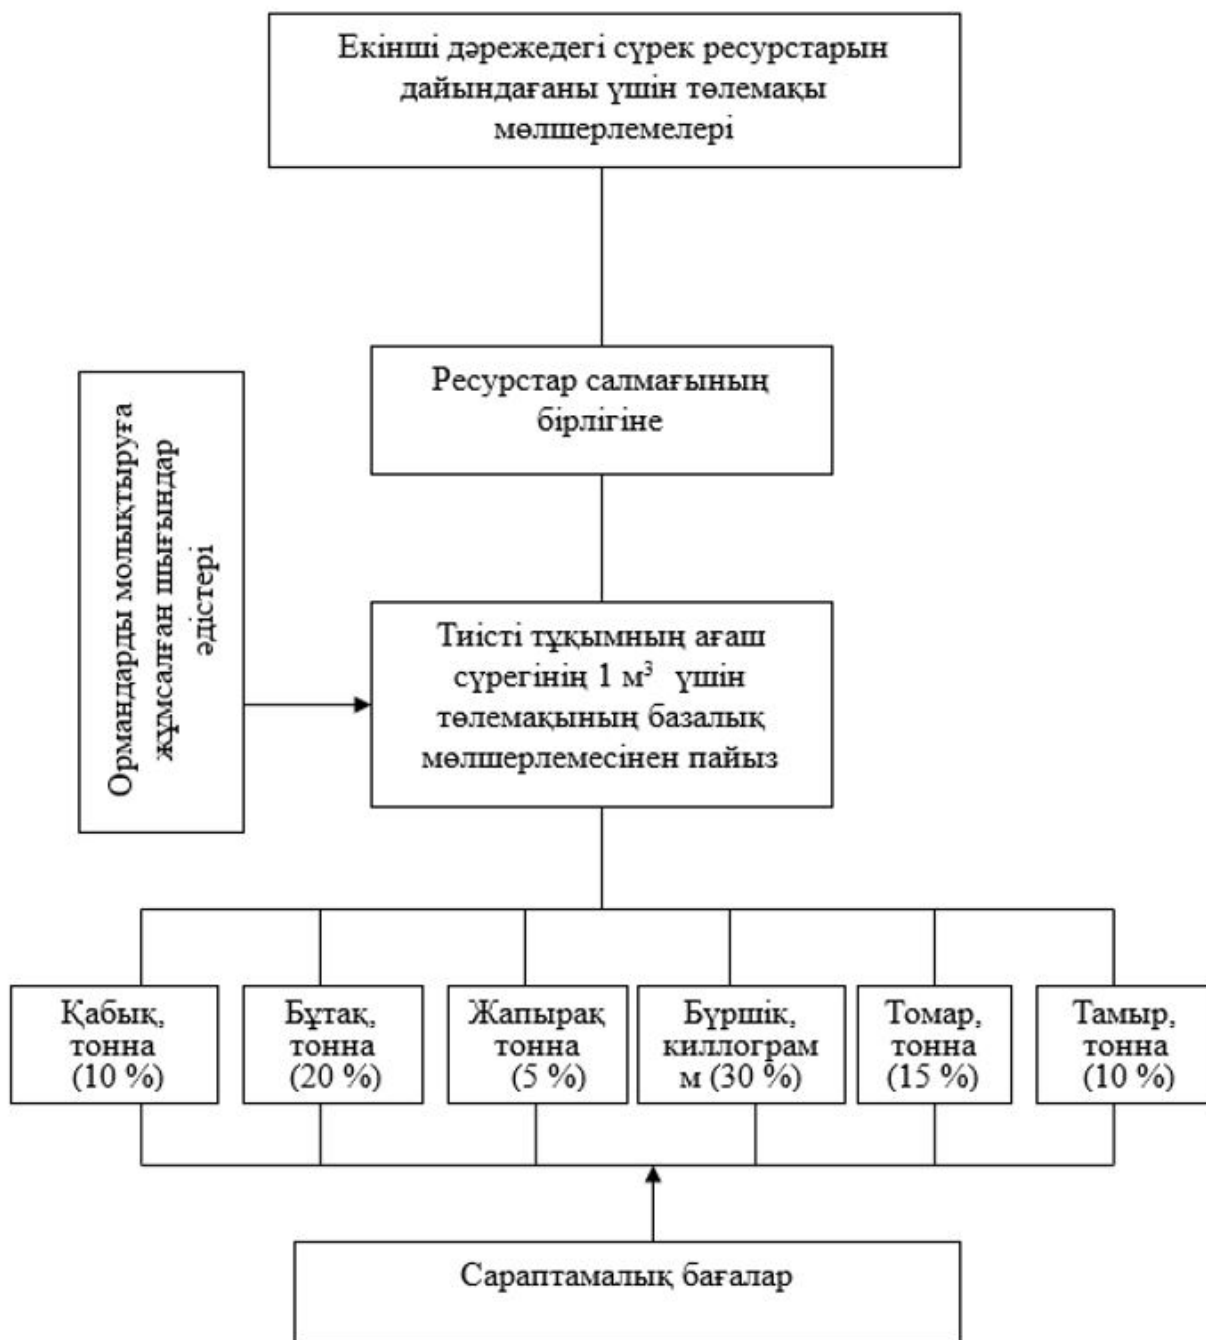 Екінші дәрежедегі сүрек ресурстарын
дайындағаны үшін төлемақы
мөлшерлемелері
Ресурстар салмағының
бірлігіне
Ормандарды молықтыруға
жұмсалған шығындар
әдістері
Тиісті тұқымның ағаш
сүрегінің 1 м³ үшін
төлемақының базалық
мөлшерлемесінен пайыз
Қабық,
тонна
(10 %)
Бұтақ,
тонна
(20 %)
Жапырақ
тонна
(5 %)
Бүршік,
киллограм
м (30 %)
Томар,
тонна
(15 %)
Тамыр,
тонна
(10 %)
Сараптамалық бағалар